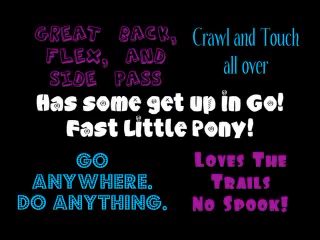 GREAT BACK,
FLEX, AND
SIDE PASS
Crawl and Touch
all over
Has some get up in Go!
Fast Little Pony!
GO
ANYWHERE.
DO ANYTHING.
Loves The
Trails
No Spook!